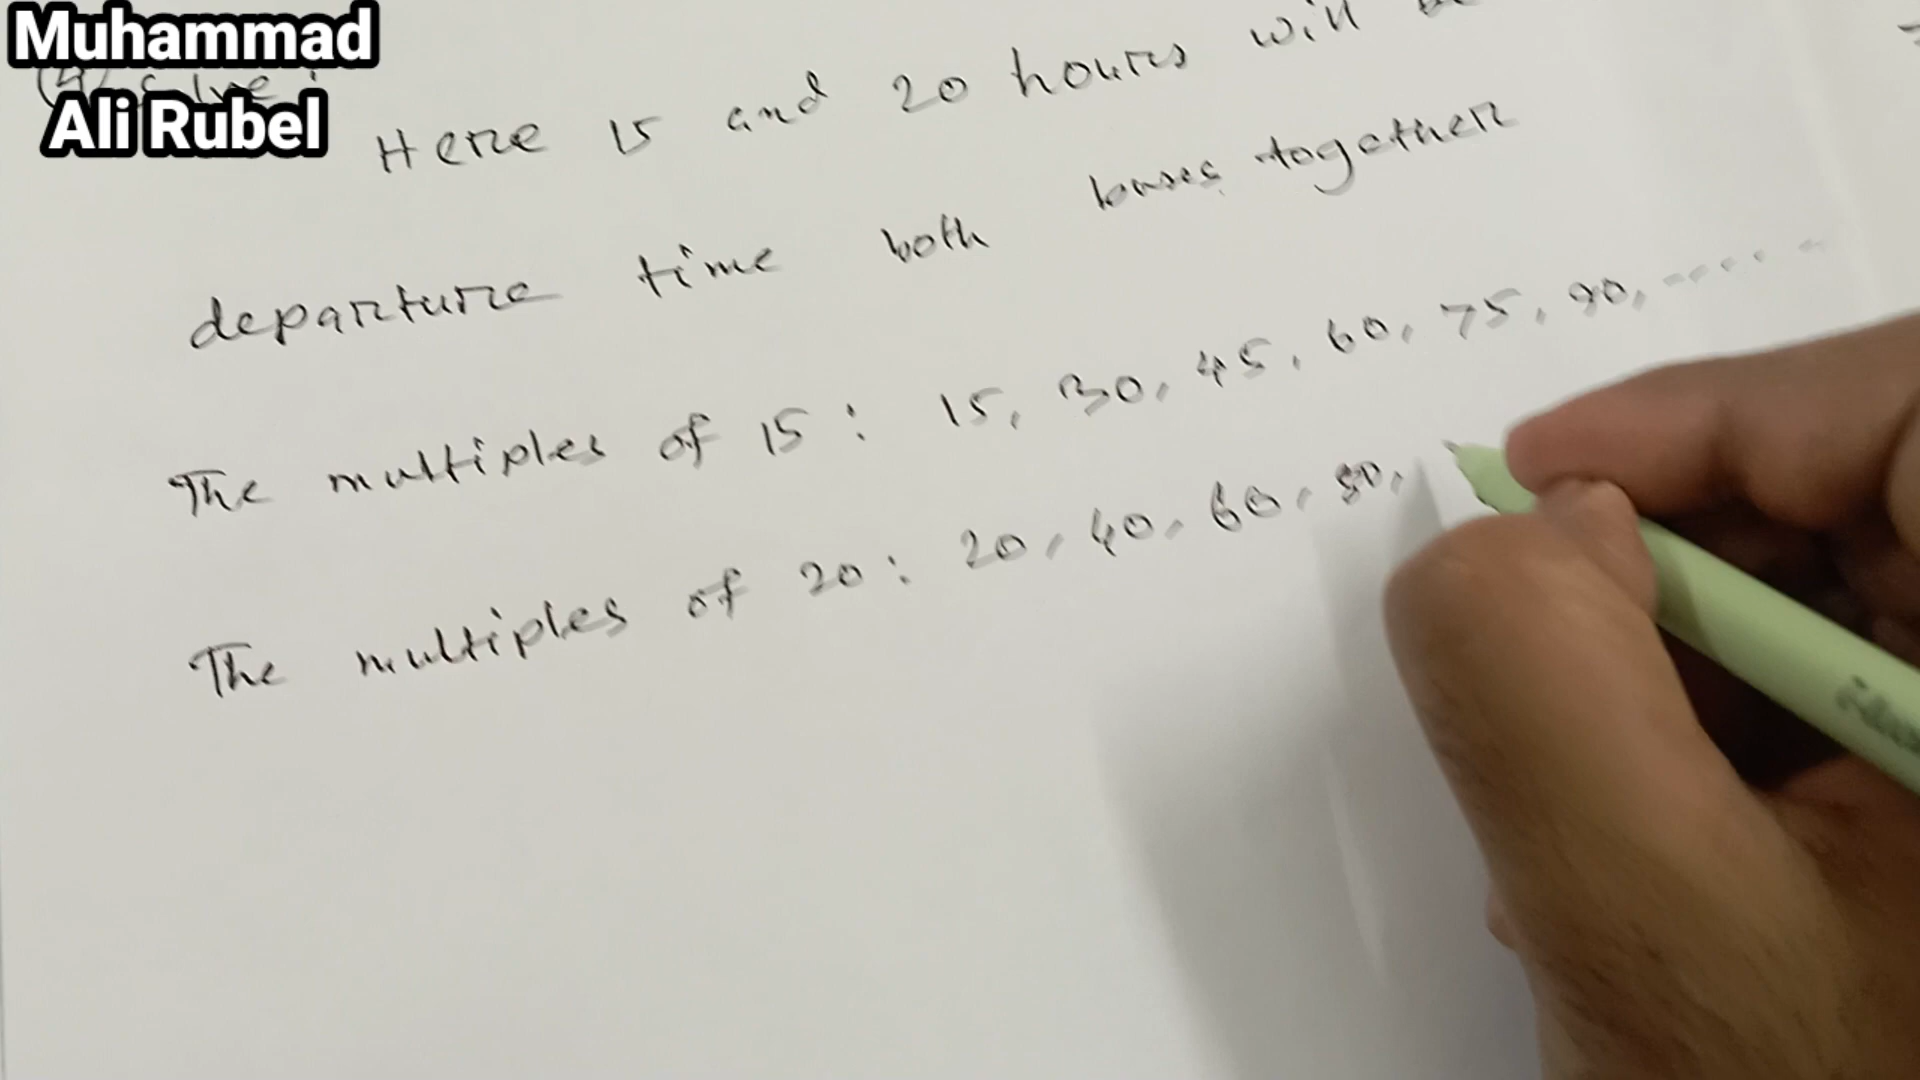 Muhammad
Ali Rubel
Here 15 and 20 hours will
departure time both buses together
The multiples of 15 : 15, 30, 45, 60, 75, 90, ......
The multiples of 20 : 20, 40, 60, 80,